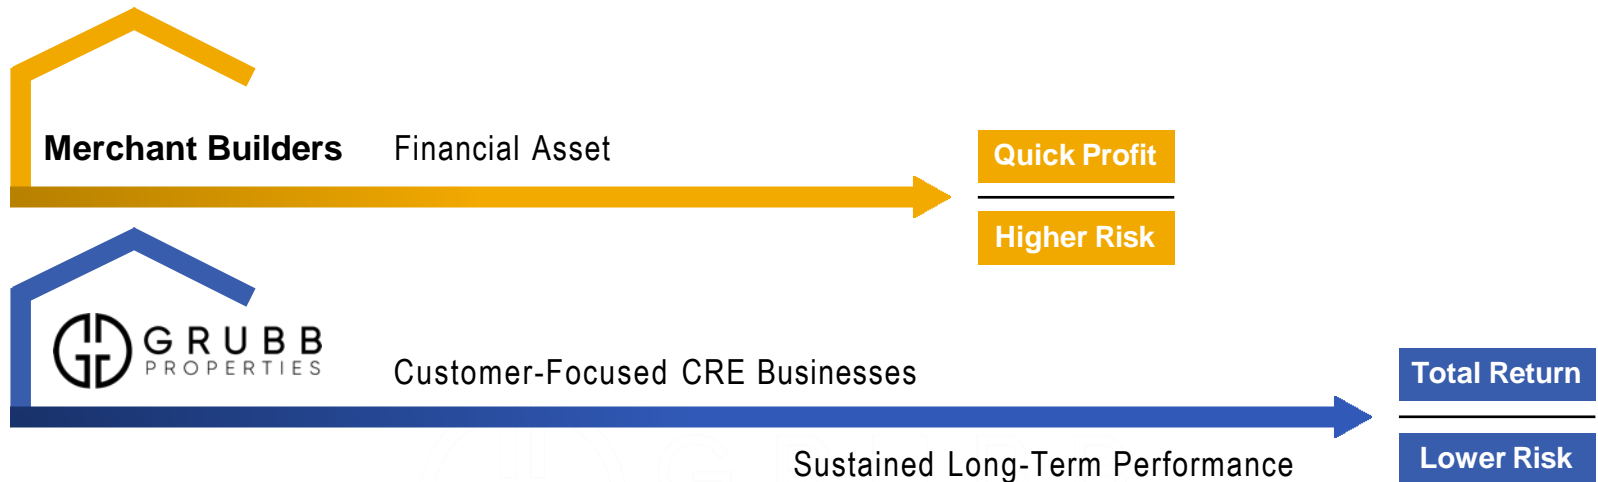 Merchant Builders Financial Asset
Quick Profit
Higher Risk
GRUBB
PROPERTIES
Customer-Focused CRE Businesses
Total Return
Sustained Long-Term Performance
Lower Risk